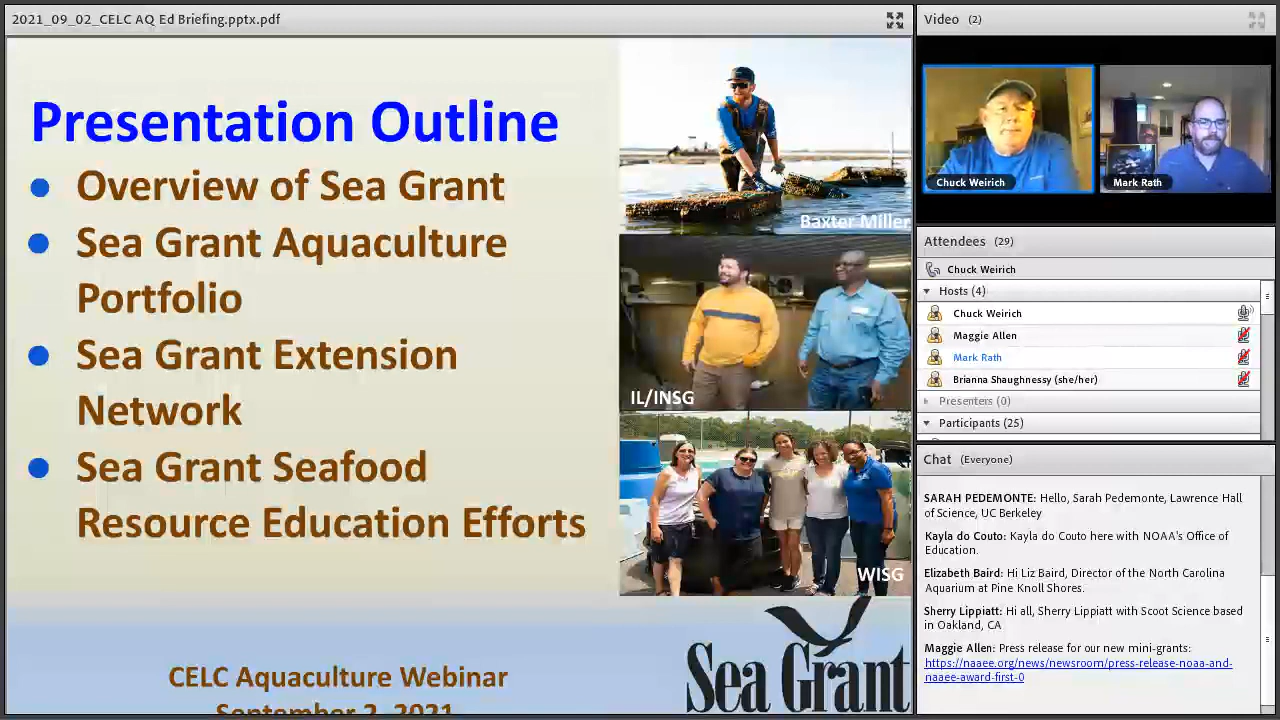 2021_09_02_CELC AQ Ed Briefing.pptx.pdf
Presentation Outline
Overview of Sea Grant
Sea Grant Aquaculture
Portfolio
Sea Grant Extension
Network
Sea Grant Seafood
Resource Education Efforts
Baxter Miller
IL/INSG
WISG
Sea Grant
CELC Aquaculture Webinar
September 2, 2021
Video (2)
Chuck Weirich
Mark Rath
Attendees (29)
Chuck Weirich
Hosts (4)
Chuck Weirich
Maggie Allen
Mark Rath
Brianna Shaughnessy (she/her)
Presenters (0)
Participants (25)
Chat (Everyone)
SARAH PEDEMONTE: Hello, Sarah Pedemonte, Lawrence Hall
of Science, UC Berkeley
Kayla do Couto: Kayla do Couto here with NOAA's Office of
Education.
Elizabeth Baird: Hi Liz Baird, Director of the North Carolina
Aquarium at Pine Knoll Shores.
Sherry Lippiatt: Hi all, Sherry Lippiatt with Scoot Science based
in Oakland, CA
Maggie Allen: Press release for our new mini-grants:
https://naaee.org/news/newsroom/press-release-noaa-and-
naaee-award-first-0